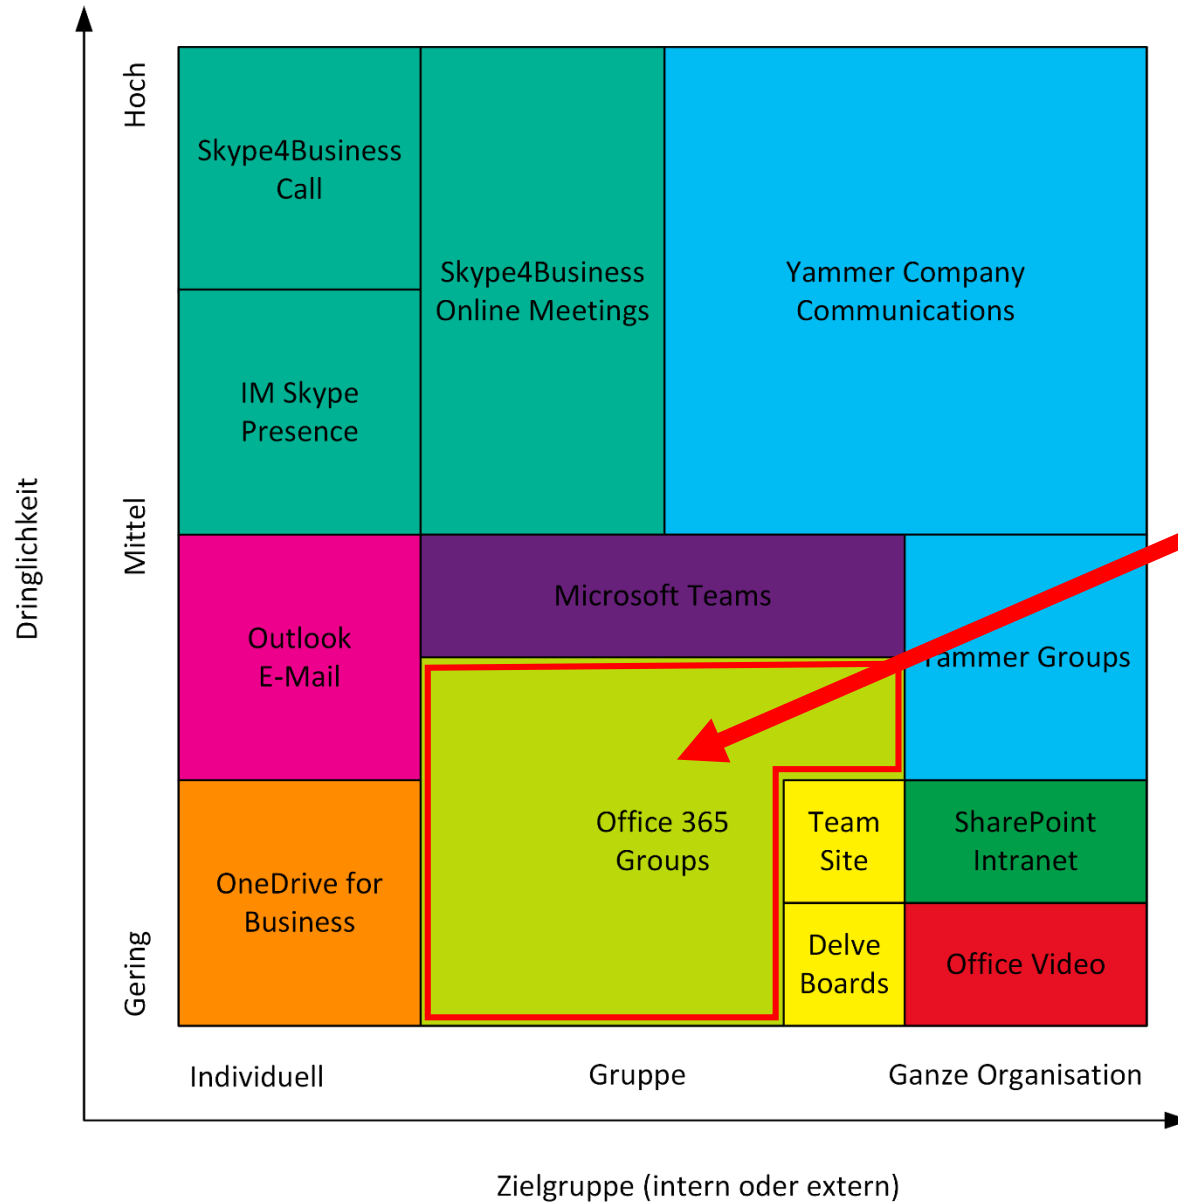 Hoch
Skype4Business
Call
Skype4Business
Online Meetings
Yammer Company
Communications
IM Skype
Presence
Dringlichkeit
Mittel
Microsoft Teams
Outlook
E-Mail
Yammer Groups
Office 365
Groups
Team
Site
SharePoint
Intranet
OneDrive for
Business
Gering
Delve
Boards
Office Video
Individuell
Gruppe
Ganze Organisation
Zielgruppe (intern oder extern)